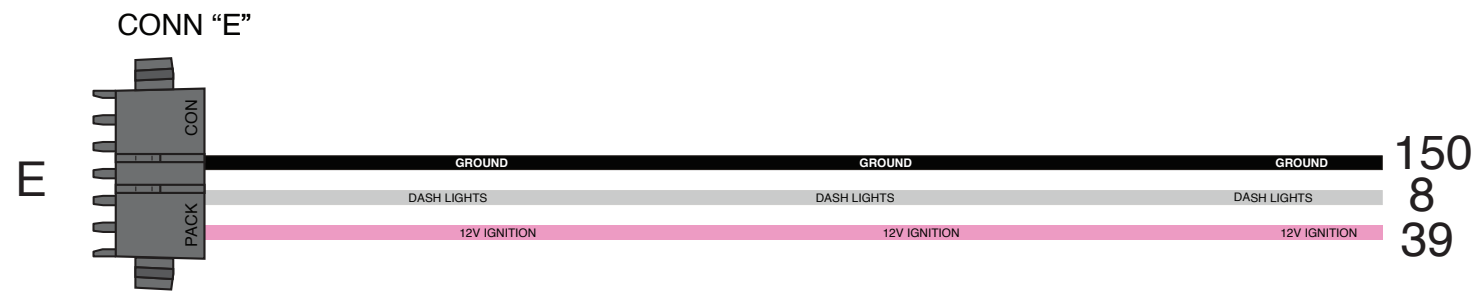 CONN “E”
CON
PACK
E
GROUND GROUND GROUND 150
DASH LIGHTS DASH LIGHTS DASH LIGHTS 8
12V IGNITION 12V IGNITION 12V IGNITION 39